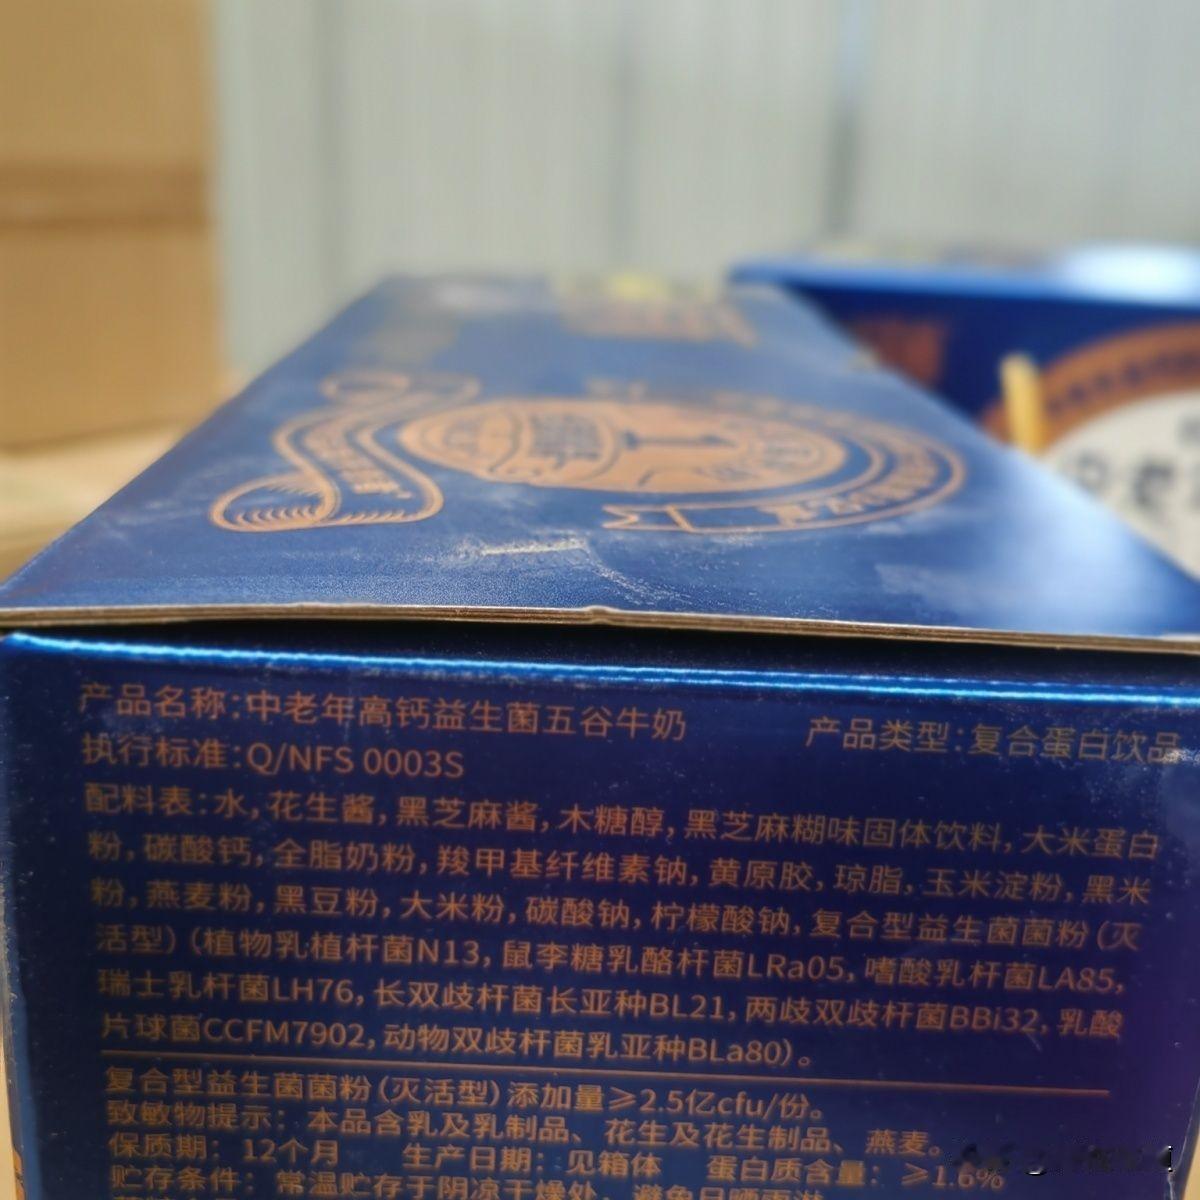 产品名称:中老年高钙益生菌五谷牛奶 产品类型:复合蛋白饮品
执行标准:Q/NFS 0003S
配料表:水,花生酱,黑芝麻酱,木糖醇,黑芝麻糊味固体饮料,大米蛋白
粉,碳酸钙,全脂奶粉,羧甲基纤维素钠,黄原胶,琼脂,玉米淀粉,黑米
粉,燕麦粉,黑豆粉,大米粉,碳酸钠,柠檬酸钠,复合型益生菌菌粉(灭
活型)(植物乳植杆菌N13,鼠李糖乳酪杆菌LRa05,嗜酸乳杆菌LA85,
瑞士乳杆菌LH76,长双歧杆菌长亚种BL21,两歧双歧杆菌BBi32,乳酸
片球菌CCFM7902,动物双歧杆菌乳亚种BLa80)。
复合型益生菌菌粉(灭活型)添加量≥2.5亿cfu/份。
致敏物提示:本品含乳及乳制品、花生及花生制品、燕麦。
保质期:12个月 生产日期:见箱体 蛋白质含量:≥1.6%
贮存条件:常温贮存于阴凉干燥处,避免日晒雨淋